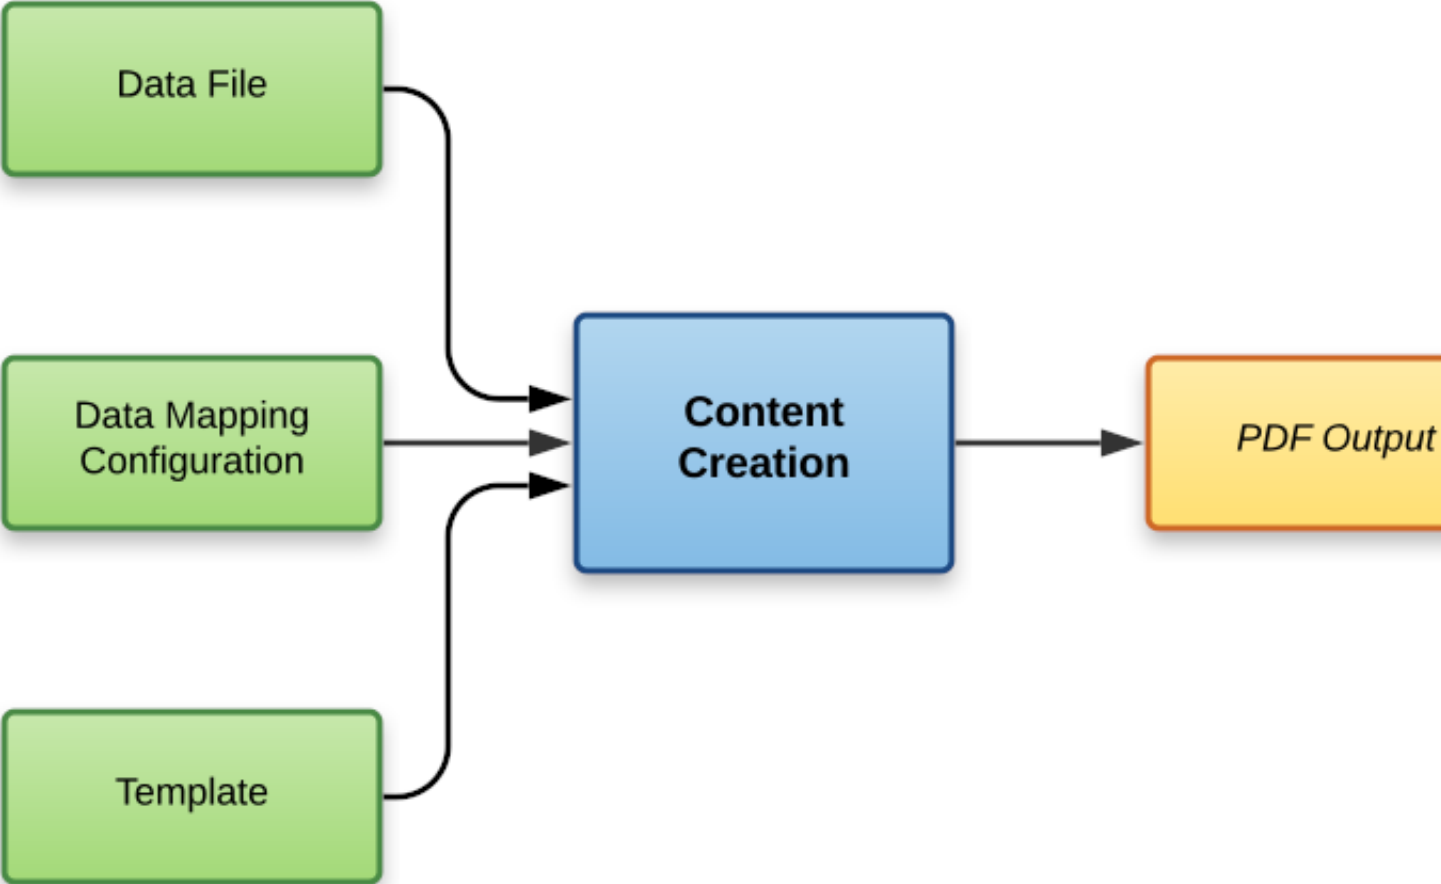 Data File
Data Mapping
Configuration
Template
Content
Creation
PDF Output